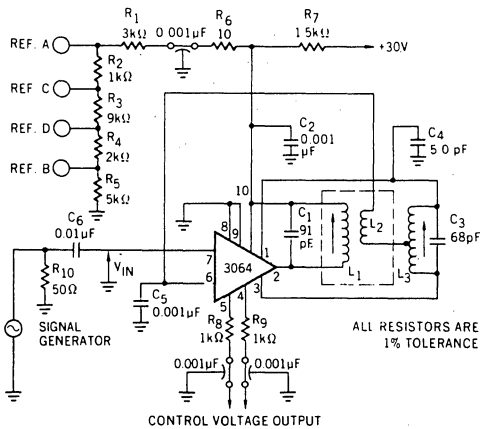 REF. A
R1
3kΩ
0.001μF
R6
10
R7
1.5kΩ
+30V
R2
1kΩ
REF. C
R3
9kΩ
REF. D
R4
2kΩ
REF. B
R5
5kΩ
C2
0.001
μF
C4
5.0 pF
10
C6
0.01μF
8
9
C1
91
pF
L2
C3
68pF
1
7
3064
2
VIN
6
3
L1
L3
R10
50Ω
C5
0.001μF
5
4
R8
1kΩ
R9
1kΩ
SIGNAL
GENERATOR
ALL RESISTORS ARE
1% TOLERANCE
0.001μF
0.001μF
CONTROL VOLTAGE OUTPUT